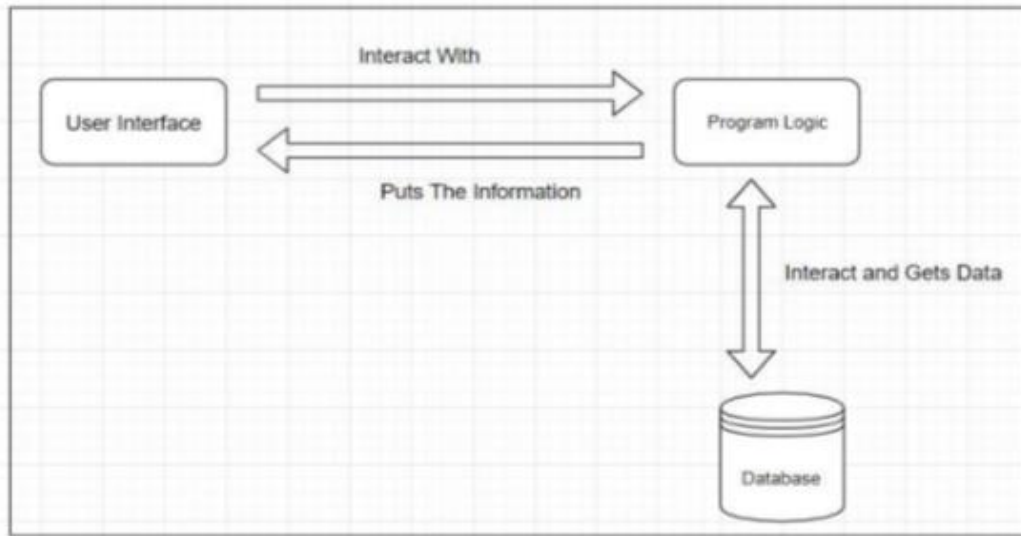 Interact With
User Interface
Program Logic
Puts The Information
Interact and Gets Data
Database